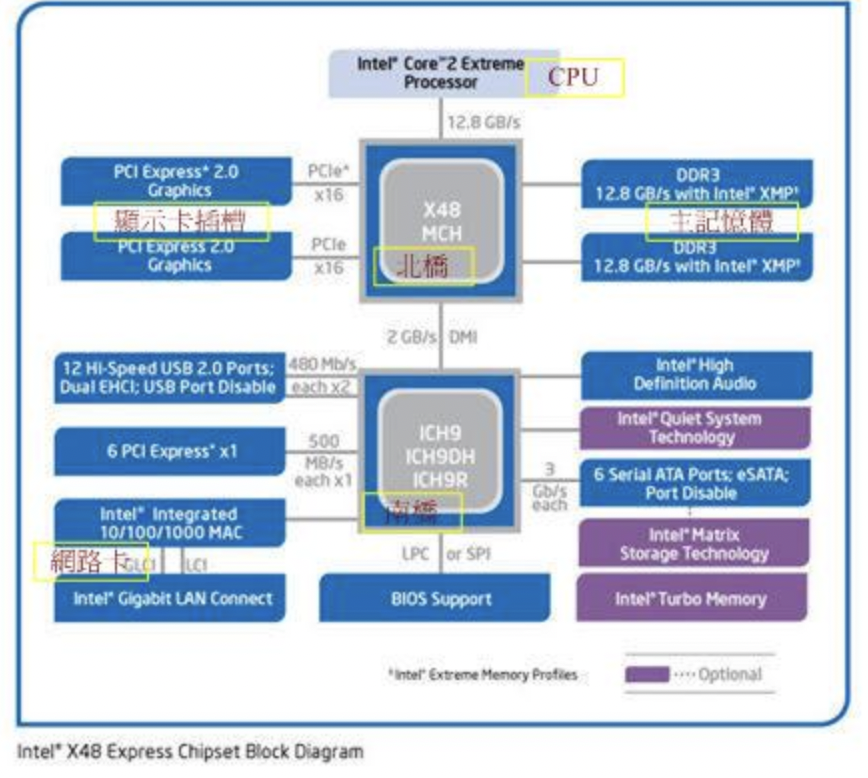 Intel® Core™2 Extreme
Processor
CPU
12.8 GB/s
PCI Express* 2.0
Graphics
PCIe*
x16
X48
MCH
北橋
DDR3
12.8 GB/s with Intel® XMP‡
顯示卡插槽
主記憶體
PCI Express 2.0
Graphics
PCIe
x16
DDR3
12.8 GB/s with Intel® XMP‡
2 GB/s DMI
12 Hi-Speed USB 2.0 Ports;
Dual EHCI; USB Port Disable
480 Mb/s
each x2
Intel® High
Definition Audio
6 PCI Express* x1
500
MB/s
each x1
ICH9
ICH9DH
ICH9R
南橋
Intel® Quiet System
Technology
3
Gb/s
each
6 Serial ATA Ports; eSATA;
Port Disable
Intel® Integrated
10/100/1000 MAC
網路卡
GLCI
LCI
LPC or SPI
Intel® Matrix
Storage Technology
Intel® Gigabit LAN Connect
BIOS Support
Intel® Turbo Memory
‡Intel® Extreme Memory Profiles
Optional
Intel® X48 Express Chipset Block Diagram